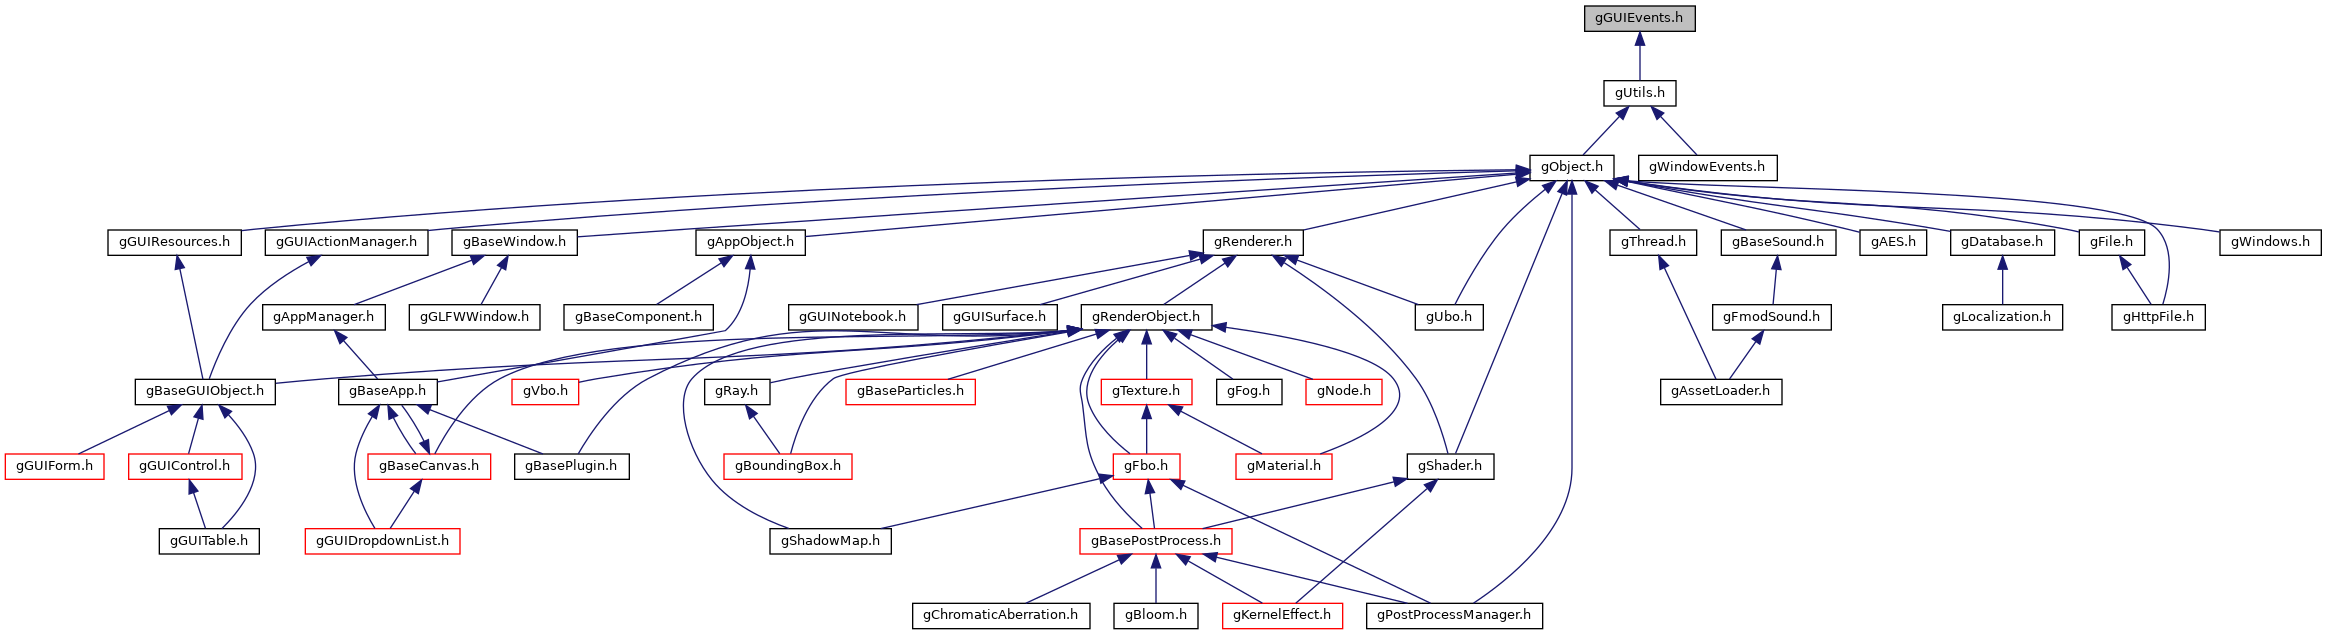 gGUIEvents.h
gUtils.h
gObject.h
gWindowEvents.h
gGUIResources.h
gGUIActionManager.h
gBaseWindow.h
gAppObject.h
gRenderer.h
gThread.h
gBaseSound.h
gAES.h
gDatabase.h
gFile.h
gWindows.h
gAppManager.h
gGLFWWindow.h
gBaseComponent.h
gGUINotebook.h
gGUISurface.h
gRenderObject.h
gUbo.h
gFmodSound.h
gLocalization.h
gHttpFile.h
gBaseGUIObject.h
gBaseApp.h
gVbo.h
gRay.h
gBaseParticles.h
gTexture.h
gFog.h
gNode.h
gAssetLoader.h
gGUIForm.h
gGUIControl.h
gBaseCanvas.h
gBasePlugin.h
gBoundingBox.h
gFbo.h
gMaterial.h
gShader.h
gGUITable.h
gGUIDropdownList.h
gShadowMap.h
gBasePostProcess.h
gChromaticAberration.h
gBloom.h
gKernelEffect.h
gPostProcessManager.h